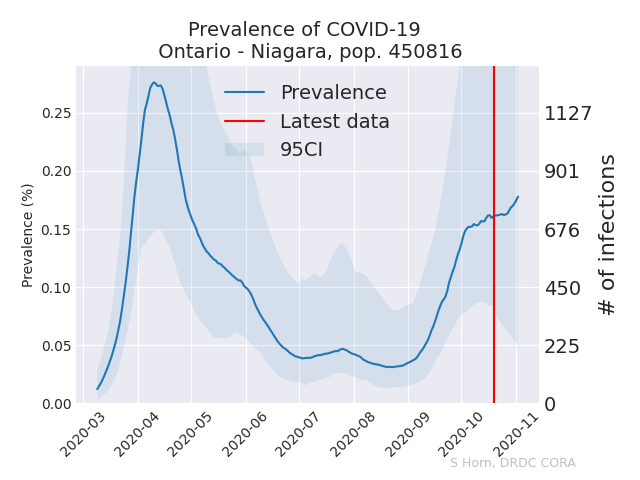 Prevalence of COVID-19
Ontario - Niagara, pop. 450816
Prevalence
Latest data
95CI
Prevalence (%)
0.25
0.20
0.15
0.10
0.05
0.00
1127
901
676
450
225
0
# of infections
2020-03
2020-04
2020-05
2020-06
2020-07
2020-08
2020-09
2020-10
2020-11
S Horn, DRDC CORA